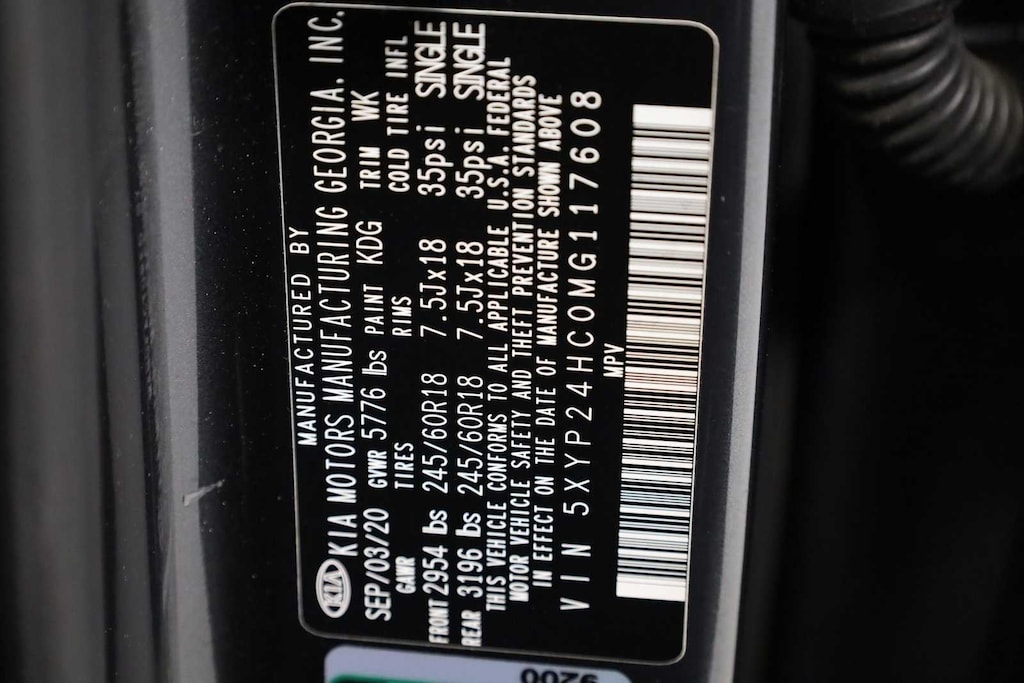 MANUFACTURED BY
KIA KIA MOTORS MANUFACTURING GEORGIA. INC.
SEP/03/20 GVWR 5776 lbs PAINT KDG TRIM WK
GAWR TIRES RIMS COLD TIRE INFL
FRONT 2954 lbs 245/60R18 7.5Jx18 35psi SINGLE
REAR 3196 lbs 245/60R18 7.5Jx18 35psi SINGLE
THIS VEHICLE CONFORMS TO ALL APPLICABLE U.S.A. FEDERAL
MOTOR VEHICLE SAFETY AND THEFT PREVENTION STANDARDS
IN EFFECT ON THE DATE OF MANUFACTURE SHOWN ABOVE
VIN 5XYP24HC0MG117608
MPV
9200